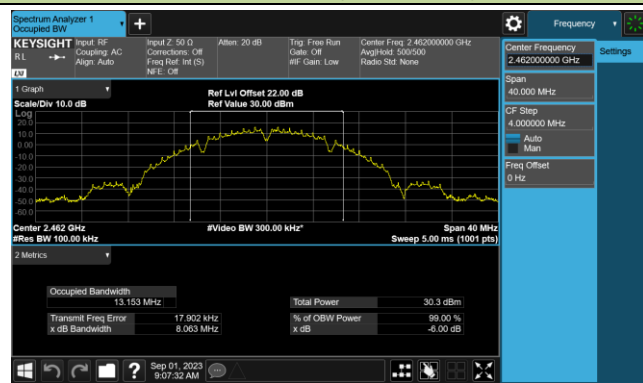 Spectrum Analyzer 1
Occupied BW
Frequency
KEYSIGHT
Input: RF
Coupling: AC
Align: Auto
Input Z: 50 Ω
Corrections: Off
Freq Ref: Int (S)
NFE: Off
Atten: 20 dB
Trig: Free Run
Gate: Off
#IF Gain: Low
Center Freq: 2.462000000 GHz
Avg|Hold: 500/500
Radio Std: None
RL
LXI
Center Frequency
2.462000000 GHz
Settings
Span
40.000 MHz
CF Step
4.000000 MHz
Auto
Man
Freq Offset
0 Hz
1 Graph
Scale/Div 10.0 dB
Ref Lvl Offset 22.00 dB
Ref Value 30.00 dBm
Log
20.0
10.0
0.00
-10.0
-20.0
-30.0
-40.0
-50.0
-60.0
Center 2.462 GHz
#Res BW 100.00 kHz
#Video BW 300.00 kHz*
Span 40 MHz
Sweep 5.00 ms (1001 pts)
2 Metrics
Occupied Bandwidth
13.153 MHz
Total Power 30.3 dBm
Transmit Freq Error 17.902 kHz
% of OBW Power 99.00 %
x dB Bandwidth 8.063 MHz
x dB -6.00 dB
Sep 01, 2023
9:07:32 AM